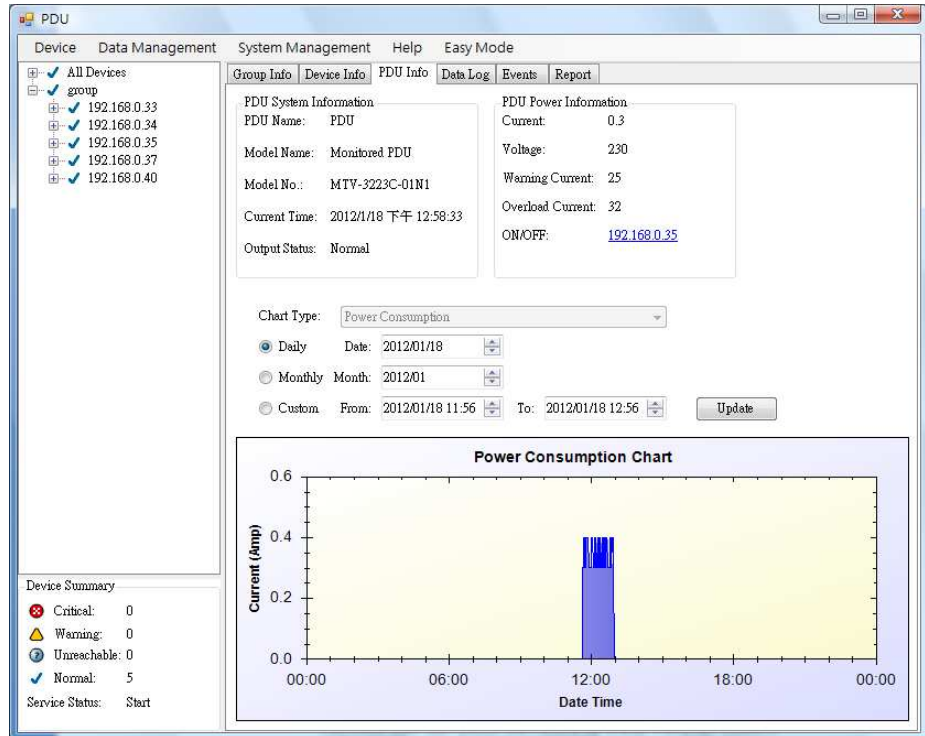 PDU
Device Data Management System Management Help Easy Mode
All Devices
group
192.168.0.33
192.168.0.34
192.168.0.35
192.168.0.37
192.168.0.40
Group Info Device Info PDU Info Data Log Events Report
PDU System Information
PDU Name: PDU
Model Name: Monitored PDU
Model No.: MTV-3223C-01N1
Current Time: 2012/1/18 下午 12:58:33
Output Status: Normal
PDU Power Information
Current: 0.3
Voltage: 230
Warning Current: 25
Overload Current: 32
ON/OFF: 192.168.0.35
Chart Type: Power Consumption
Daily Date: 2012/01/18
Monthly Month: 2012/01
Custom From: 2012/01/18 11:56 To: 2012/01/18 12:56 Update
Power Consumption Chart
0.6
0.4
0.2
0.0
Current (Amp)
00:00 06:00 12:00 18:00 00:00
Date Time
Device Summary
Critical: 0
Warning: 0
Unreachable: 0
Normal: 5
Service Status: Start